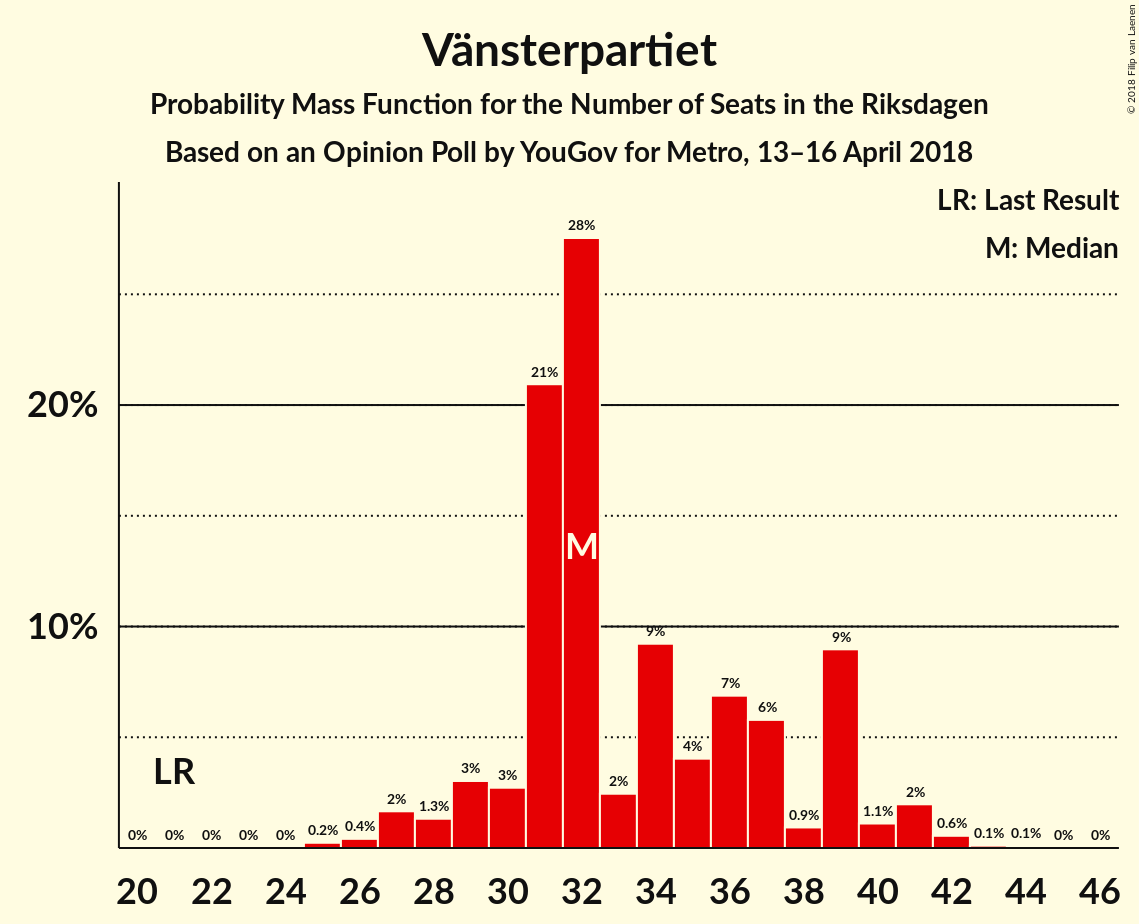 Vänsterpartiet
Probability Mass Function for the Number of Seats in the Riksdagen
Based on an Opinion Poll by YouGov for Metro, 13–16 April 2018
© 2018 Filip van Laenen
LR: Last Result
M: Median
28%
21%
20%
M
10%
9%
9%
7%
6%
4%
LR
3%
3%
2%
2%
2%
1.3%
1.1%
0.9%
0.6%
0% 0% 0% 0% 0% 0.2% 0.4% 0.1% 0.1% 0% 0%
20 22 24 26 28 30 32 34 36 38 40 42 44 46